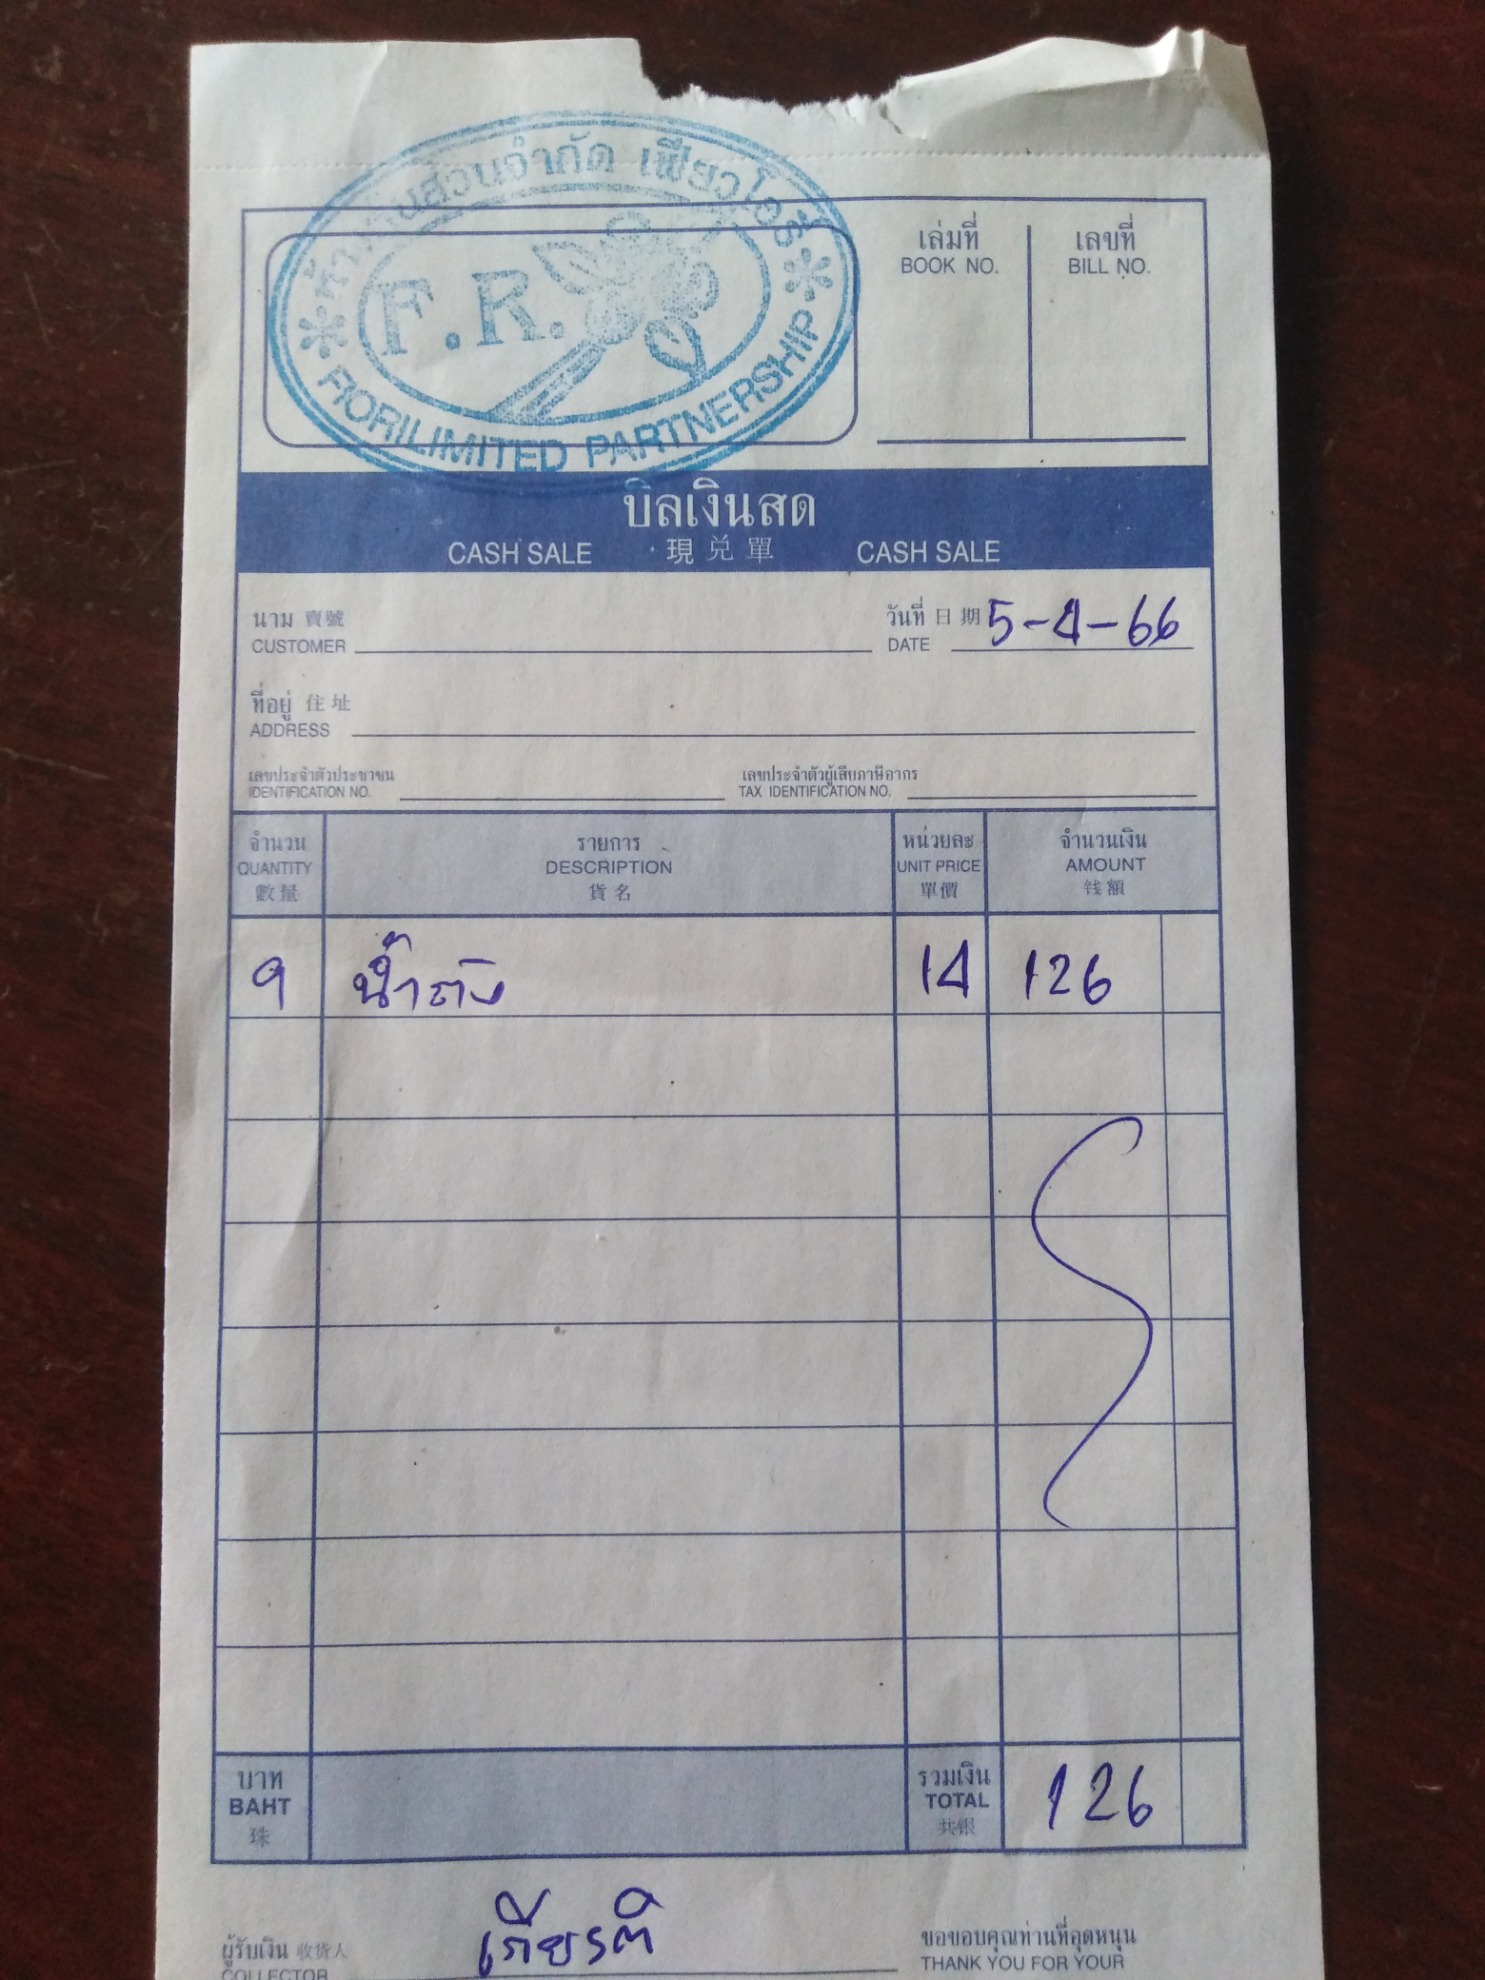 ห้างหุ้นส่วนจำกัด เฟียวโอรี่
F.R.
FIORI LIMITED PARTNERSHIP
เล่มที่ เลขที่
BOOK NO. BILL NO.
บิลเงินสด
CASH SALE 現兑單 CASH SALE
นาม 賣號 วันที่ 日期 5-4-66
CUSTOMER DATE
ที่อยู่ 住址
ADDRESS
เลขประจำตัวประชาชน เลขประจำตัวผู้เสียภาษีอากร
IDENTIFICATION NO. TAX IDENTIFICATION NO.
จำนวน รายการ หน่วยละ จำนวนเงิน
QUANTITY DESCRIPTION UNIT PRICE AMOUNT
數量 貨名 單價 銭額
9 น้ำถัง 14 126
บาท รวมเงิน
BAHT TOTAL 126
珠 共銀
ผู้รับเงิน 收货人 เกียรติ ขอขอบคุณท่านที่อุดหนุน
COLLECTOR THANK YOU FOR YOUR